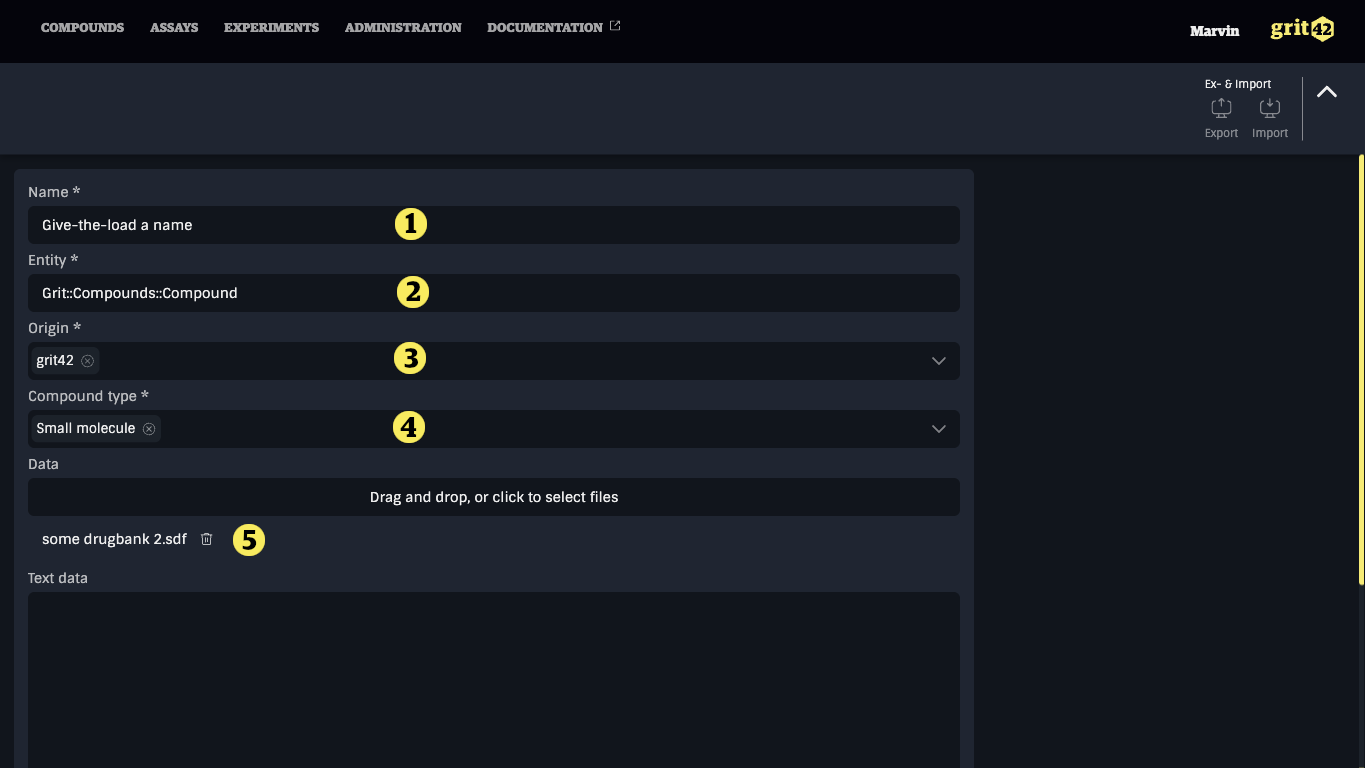 COMPOUNDS ASSAYS EXPERIMENTS ADMINISTRATION DOCUMENTATION Marvin grit42
Ex- & Import
Export Import
Name *
Give-the-load a name 1
Entity *
Grit::Compounds::Compound 2
Origin *
grit42 3
Compound type *
Small molecule 4
Data
Drag and drop, or click to select files
some drugbank 2.sdf 5
Text data